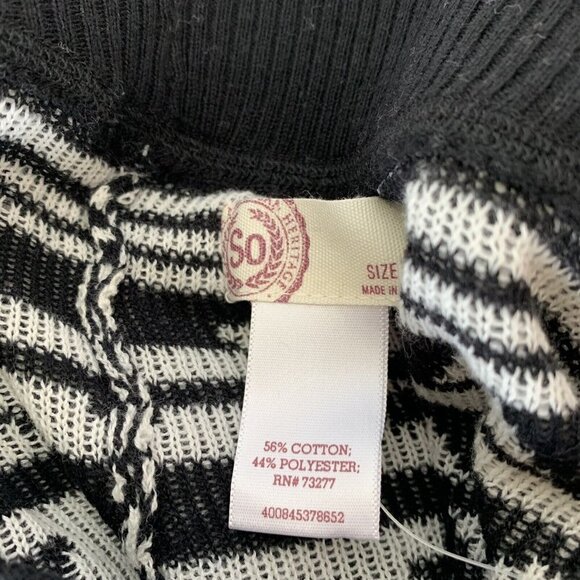 So
HERITAGE
SIZE
MADE IN
56% COTTON;
44% POLYESTER;
RN# 73277
400845378652